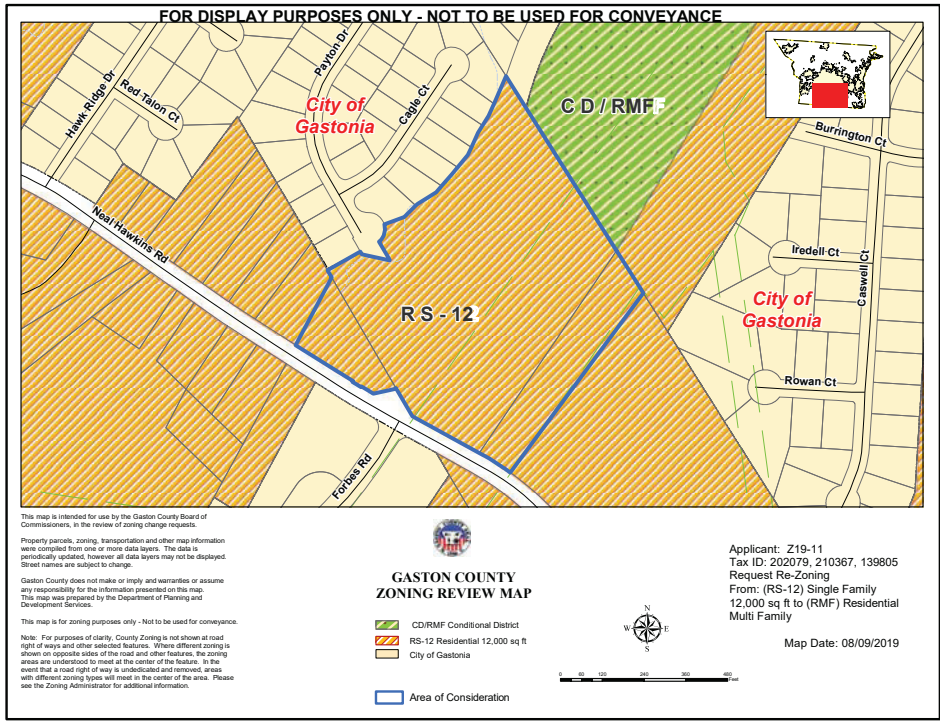 FOR DISPLAY PURPOSES ONLY - NOT TO BE USED FOR CONVEYANCE
Hawk Ridge Dr
Red Talon Ct
Payton Dr
Cagle Ct
City of
Gastonia
C D / RMF
Burrington Ct
Neal Hawkins Rd
R S - 12
Iredell Ct
Caswell Ct
City of
Gastonia
Rowan Ct
Forbes Rd
This map is intended for use by the Gaston County Board of
Commissioners, in the review of zoning change requests.
Property parcels, zoning, transportation and other map information
were compiled from one or more data layers. The data is
periodically updated, however all data layers may not be displayed.
Street names are subject to change.
Gaston County does not make or imply and warranties or assume
any responsibility for the information presented on this map.
This map was prepared by the Department of Planning and
Development Services.
This map is for zoning purposes only - Not to be used for conveyance.
Note: For purposes of clarity, County Zoning is not shown at road
right of ways and other selected features. Where different zoning is
shown on opposite sides of the road and other features, the zoning
areas are understood to meet at the center of the feature. In the
event that a road right of way is undedicated and removed, areas
with different zoning types will meet in the center of the area. Please
see the Zoning Administrator for additional information.
GASTON COUNTY
ZONING REVIEW MAP
CD/RMF Conditional District
RS-12 Residential 12,000 sq ft
City of Gastonia
Area of Consideration
N
W
E
S
0 60 120 240 360 480
Feet
Applicant: Z19-11
Tax ID: 202079, 210367, 139805
Request Re-Zoning
From: (RS-12) Single Family
12,000 sq ft to (RMF) Residential
Multi Family
Map Date: 08/09/2019